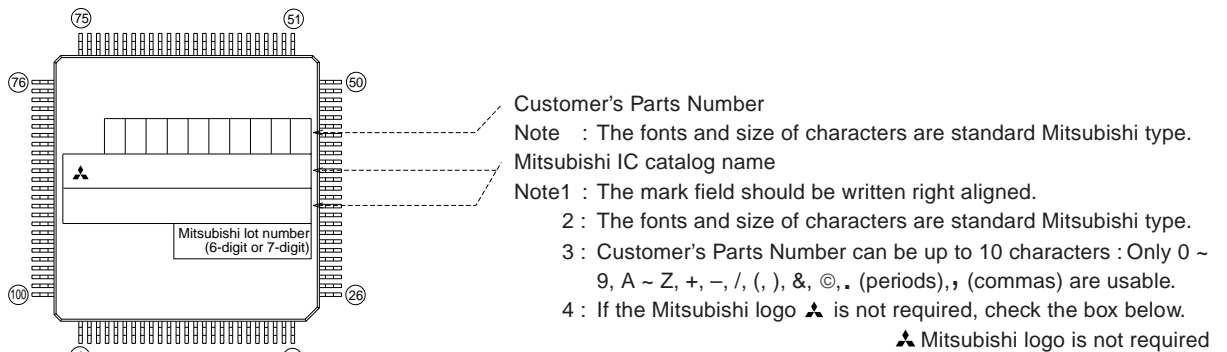 75 51
76 50
Customer's Parts Number
Note : The fonts and size of characters are standard Mitsubishi type.
Mitsubishi IC catalog name
Note1 : The mark field should be written right aligned.
2 : The fonts and size of characters are standard Mitsubishi type.
3 : Customer's Parts Number can be up to 10 characters : Only 0 ~
9, A ~ Z, +, –, /, (, ), &, ©, . (periods), , (commas) are usable.
4 : If the Mitsubishi logo is not required, check the box below.
Mitsubishi logo is not required
Mitsubishi lot number
(6-digit or 7-digit)
100 26